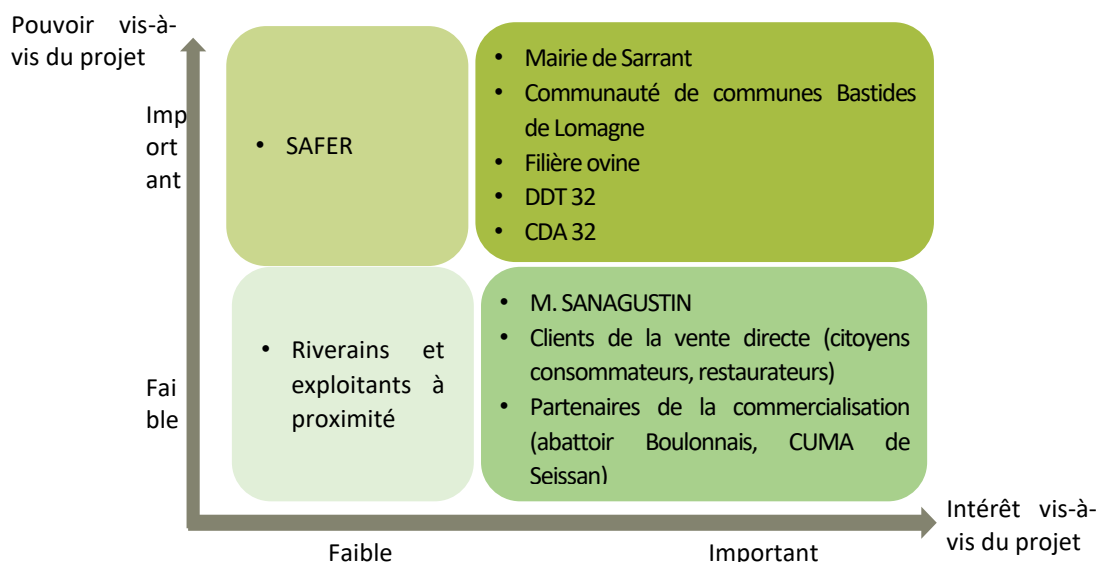 Pouvoir vis-à-
vis du projet
Imp
ort
ant
• SAFER
• Mairie de Sarrant
• Communauté de communes Bastides
de Lomagne
• Filière ovine
• DDT 32
• CDA 32
Fai
ble
• Riverains et
exploitants à
proximité
• M. SANAGUSTIN
• Clients de la vente directe (citoyens
consommateurs, restaurateurs)
• Partenaires de la commercialisation
(abattoir Boulonnais, CUMA de
Seissan)
Intérêt vis-à-
vis du projet
Faible
Important